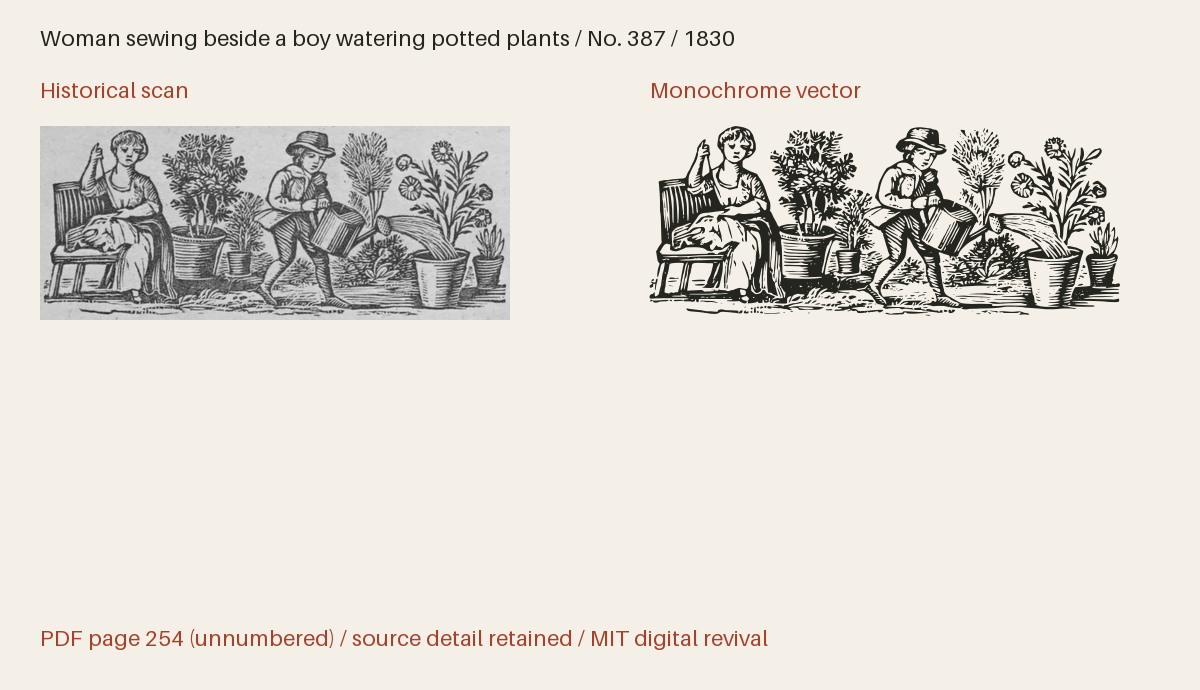 Woman sewing beside a boy watering potted plants / No. 387 / 1830
Historical scan
Monochrome vector
PDF page 254 (unnumbered) / source detail retained / MIT digital revival